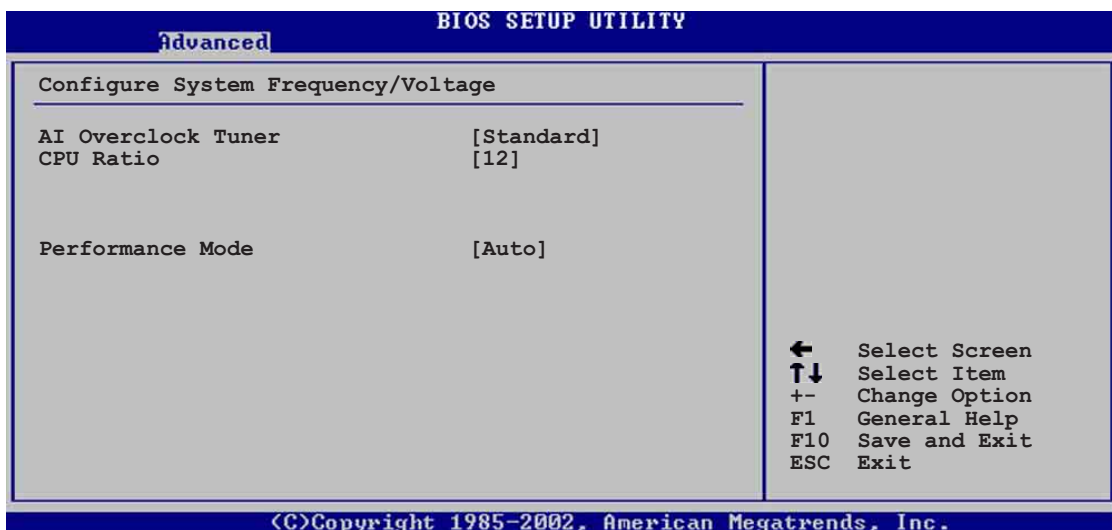 BIOS SETUP UTILITY
Advanced
Configure System Frequency/Voltage
AI Overclock Tuner [Standard]
CPU Ratio [12]
Performance Mode [Auto]
← Select Screen
↑↓ Select Item
+- Change Option
F1 General Help
F10 Save and Exit
ESC Exit
(C)Copyright 1985-2002, American Megatrends, Inc.